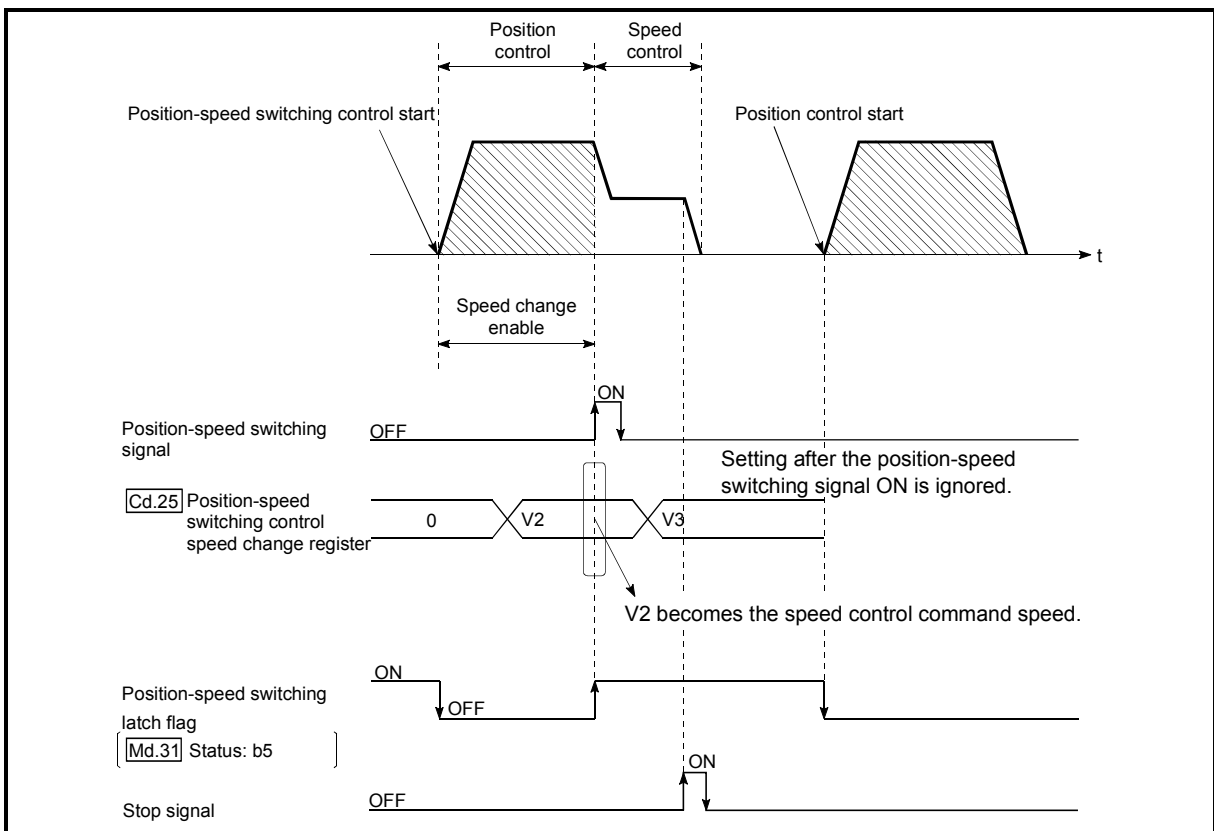 Position
control
Speed
control
Position-speed switching control start
Position control start
t
Speed change
enable
ON
Position-speed switching
signal
OFF
Setting after the position-speed
switching signal ON is ignored.
Cd.25 Position-speed
switching control
speed change register
0
V2
V3
V2 becomes the speed control command speed.
ON
Position-speed switching
latch flag
OFF
Md.31 Status: b5
ON
Stop signal
OFF